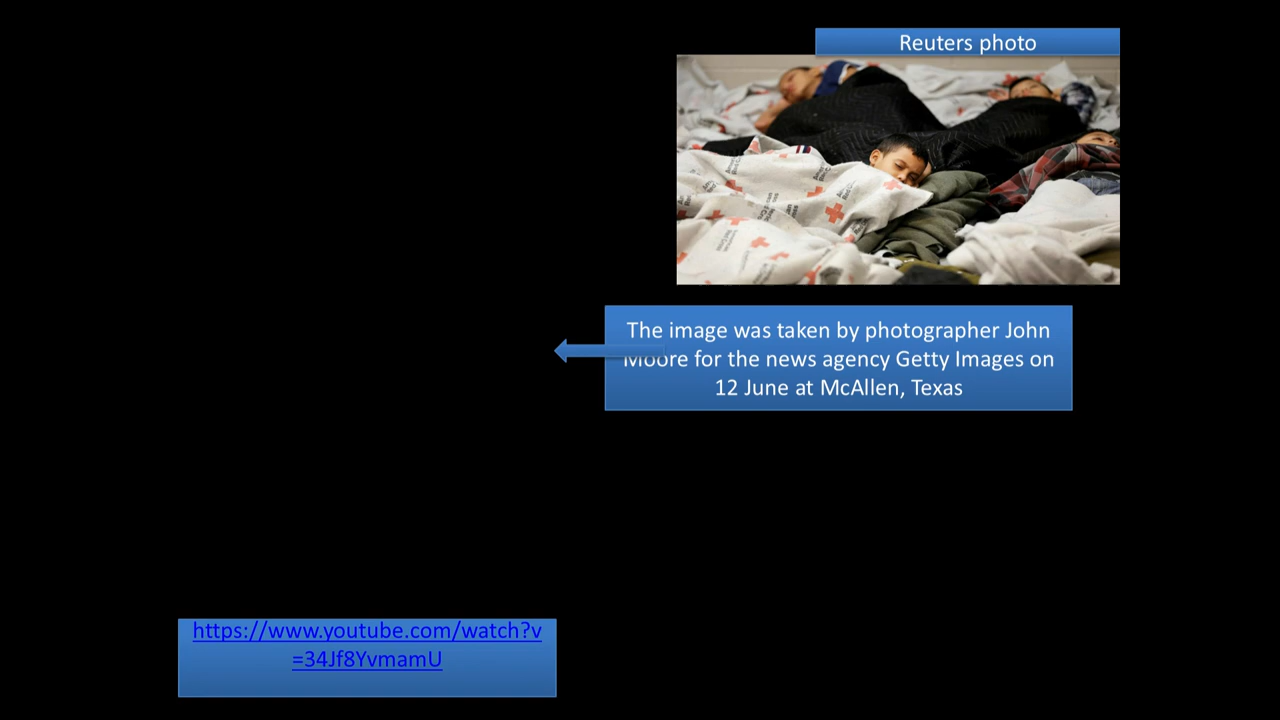 Reuters photo
The image was taken by photographer John
Moore for the news agency Getty Images on
12 June at McAllen, Texas
https://www.youtube.com/watch?v
=34Jf8YvmamU